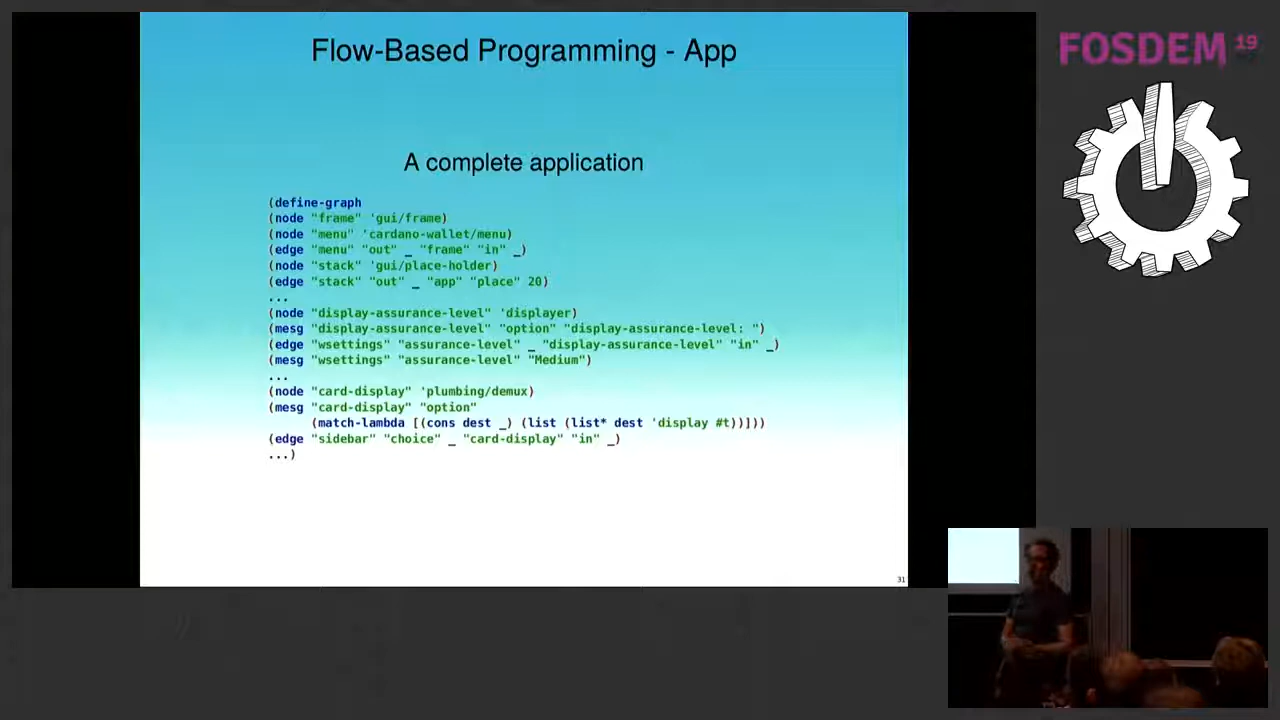 Flow-Based Programming - App
A complete application
(define-graph
(node "frame" 'gui/frame)
(node "menu" 'cardano-wallet/menu)
(edge "menu" "out" _ "frame" "in" _)
(node "stack" 'gui/place-holder)
(edge "stack" "out" _ "app" "place" 20)
...
(node "display-assurance-level" 'displayer)
(mesg "display-assurance-level" "option" "display-assurance-level: ")
(edge "wsettings" "assurance-level" _ "display-assurance-level" "in" _)
(mesg "wsettings" "assurance-level" "Medium")
...
(node "card-display" 'plumbing/demux)
(mesg "card-display" "option"
(match-lambda [(cons dest _) (list (list* dest 'display #t))]))
(edge "sidebar" "choice" _ "card-display" "in" _)
...)
31
FOSDEM 19